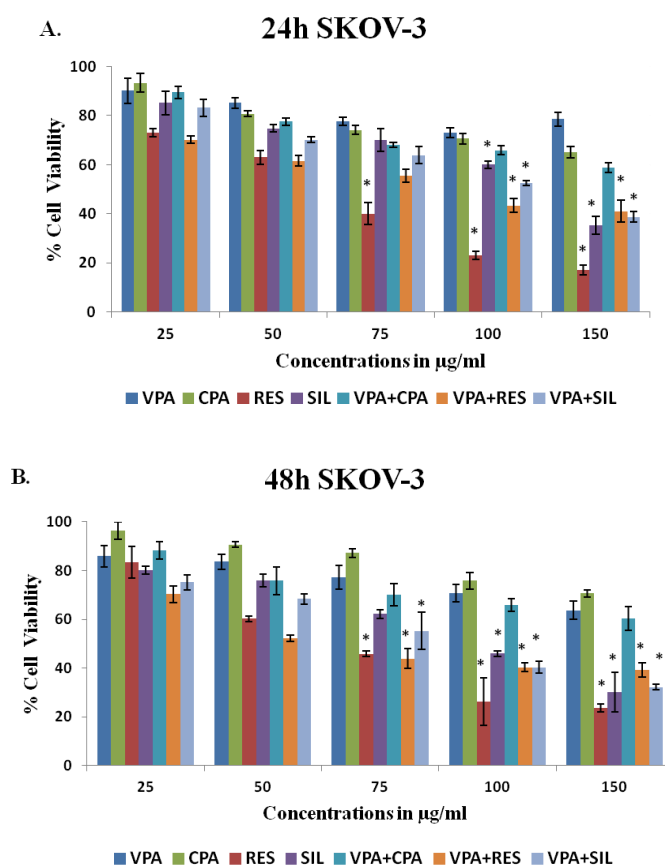 A.
24h SKOV-3
% Cell Viability
100
80
60
40
20
0
* * * * * * * * *
25 50 75 100 150
Concentrations in µg/ml
VPA CPA RES SIL VPA+CPA VPA+RES VPA+SIL
B.
48h SKOV-3
% Cell Viability
100
80
60
40
20
0
* * * * * * * * * * *
25 50 75 100 150
Concentrations in µg/ml
VPA CPA RES SIL VPA+CPA VPA+RES VPA+SIL